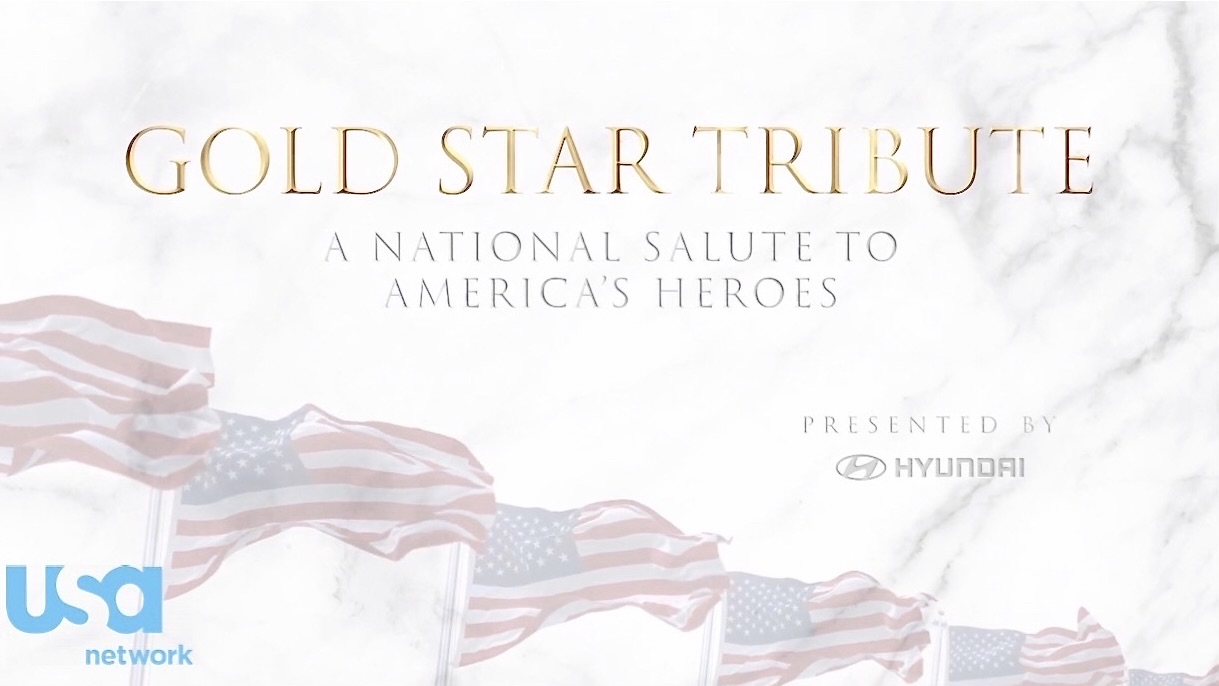 GOLD STAR TRIBUTE
A NATIONAL SALUTE TO
AMERICA'S HEROES
PRESENTED BY
HYUNDAI
usa
network